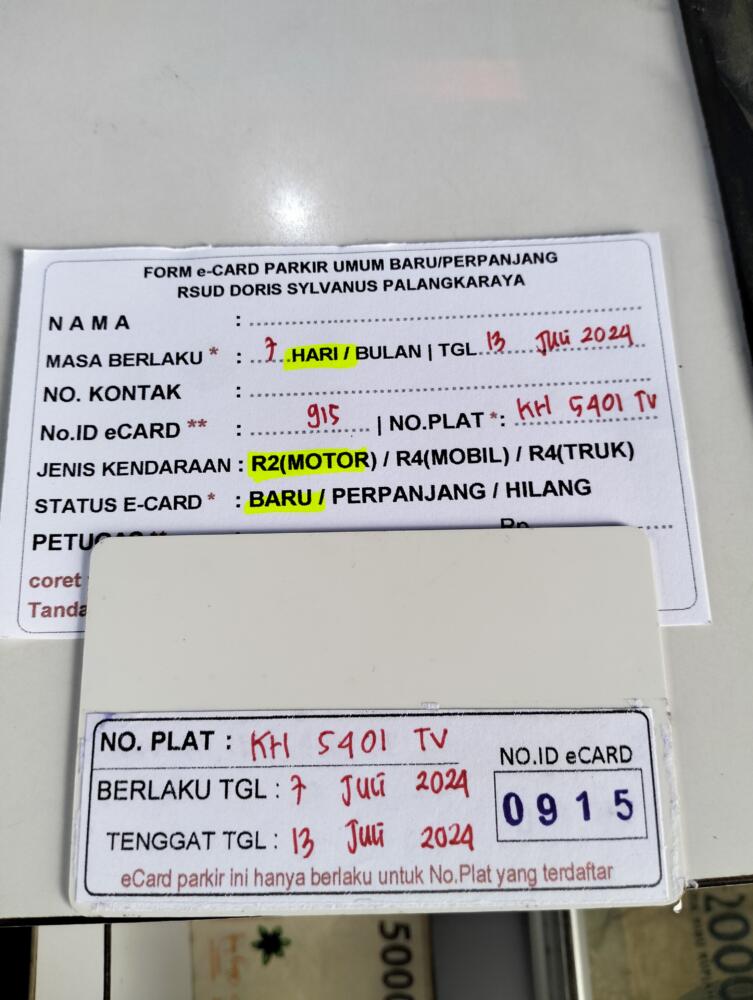 FORM e-CARD PARKIR UMUM BARU/PERPANJANG
RSUD DORIS SYLVANUS PALANGKARAYA
NAMA :
MASA BERLAKU * : 7 HARI / BULAN | TGL 13 Juli 2024
NO. KONTAK :
No.ID eCARD ** : 915 | NO.PLAT * : KH 5401 TV
JENIS KENDARAAN : R2(MOTOR) / R4(MOBIL) / R4(TRUK)
STATUS E-CARD * : BARU / PERPANJANG / HILANG
coret
NO. PLAT : KH 5401 TV
BERLAKU TGL : 7 Juli 2024
TENGGAT TGL : 13 Juli 2024
NO.ID eCARD
0915
eCard parkir ini hanya berlaku untuk No.Plat yang terdaftar